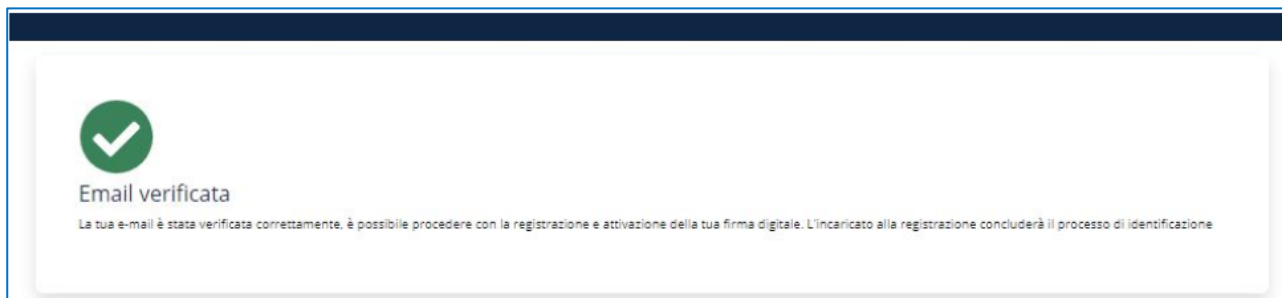 Email verificata
La tua e-mail è stata verificata correttamente, è possibile procedere con la registrazione e attivazione della tua firma digitale. L'incaricato alla registrazione concluderà il processo di identificazione